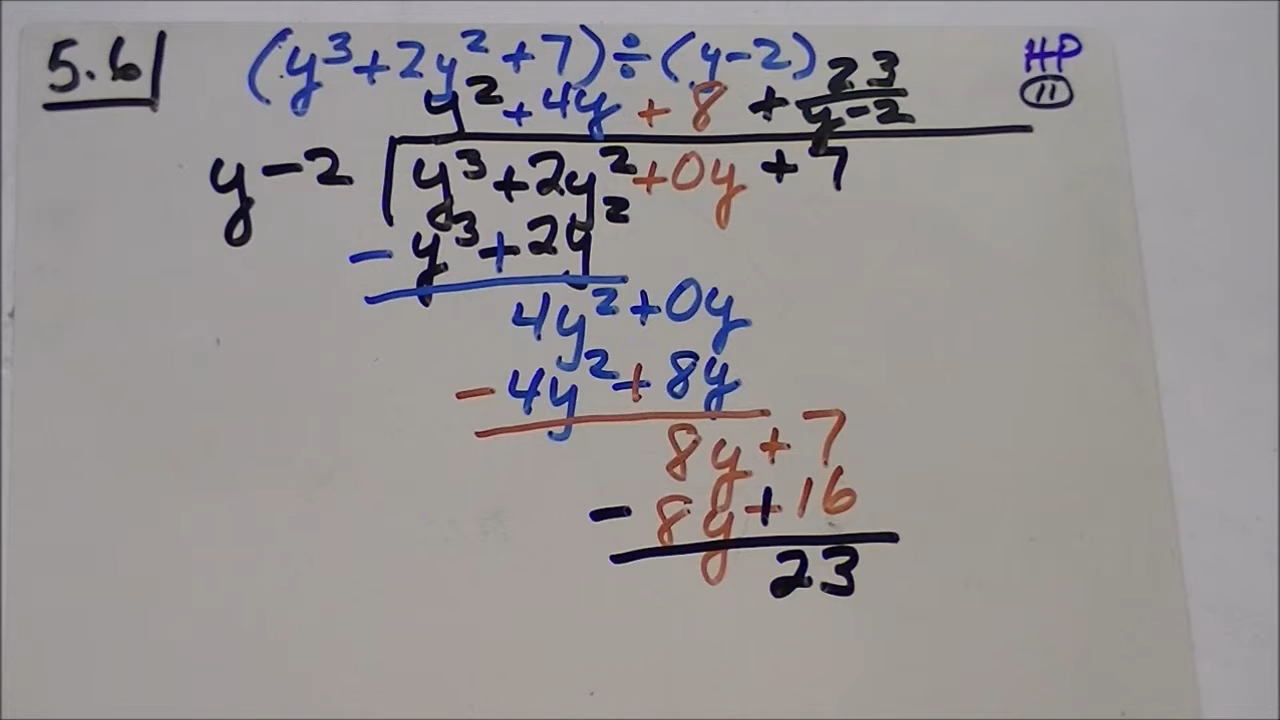 5.6 (y³+2y²+7)÷(y-2) HP
11
y²+4y+8+23/(y-2)
y-2 y³+2y²+0y+7
-y³+2y²
4y²+0y
-4y²+8y
8y+7
-8y+16
23